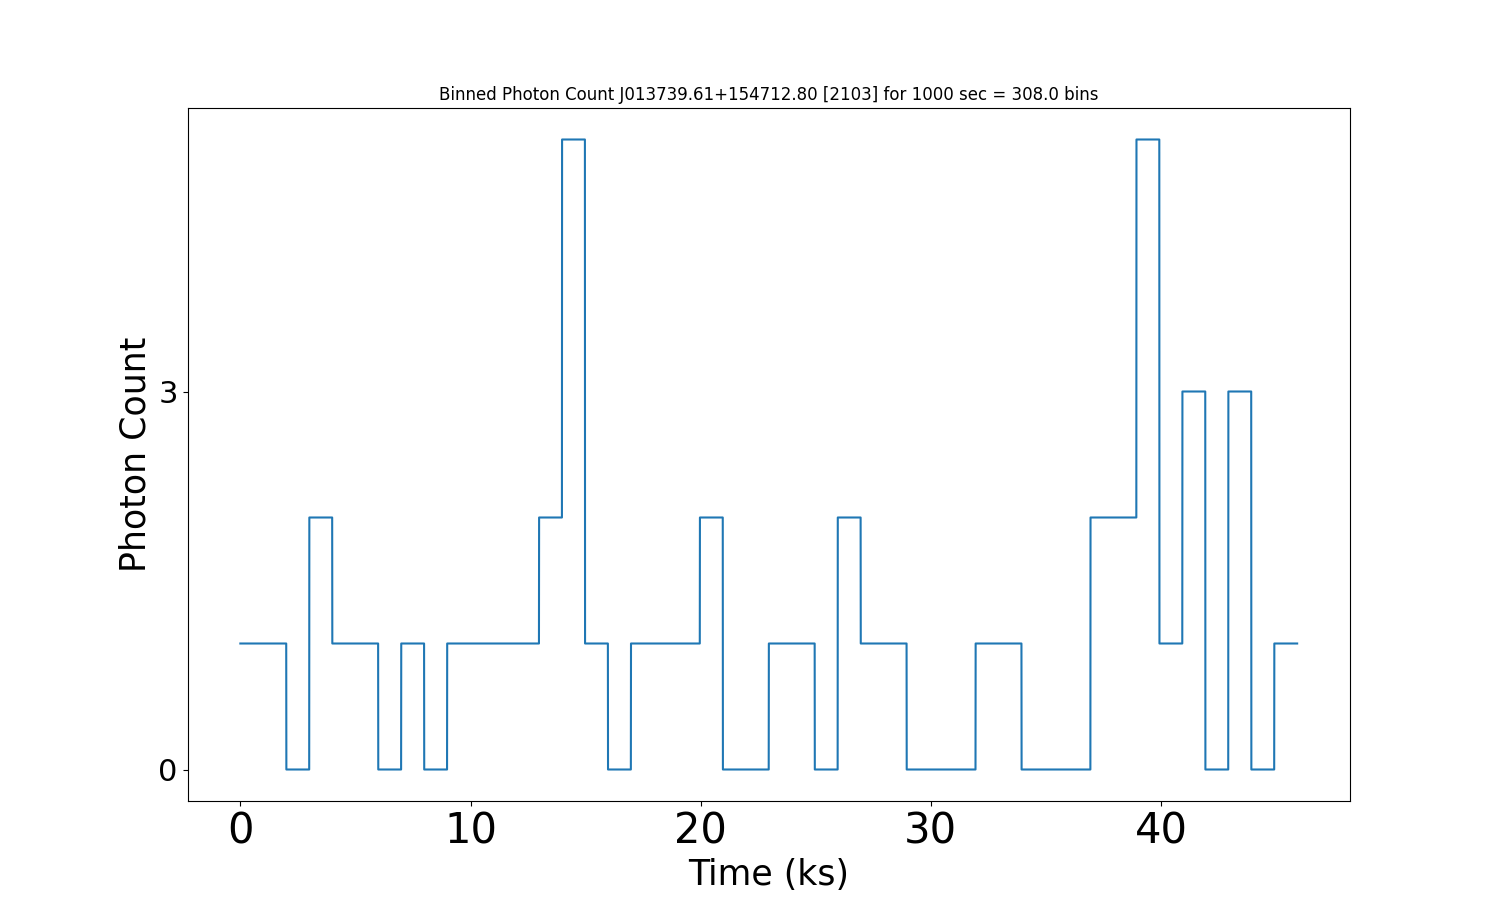 Binned Photon Count J013739.61+154712.80 [2103] for 1000 sec = 308.0 bins
Photon Count
3
0
0 10 20 30 40
Time (ks)